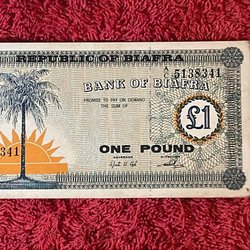 REPUBLIC OF BIAFRA
A/L 5138341
BANK OF BIAFRA
PROMISE TO PAY ON DEMAND
THE SUM OF
£1
341
ONE POUND
GOVERNOR